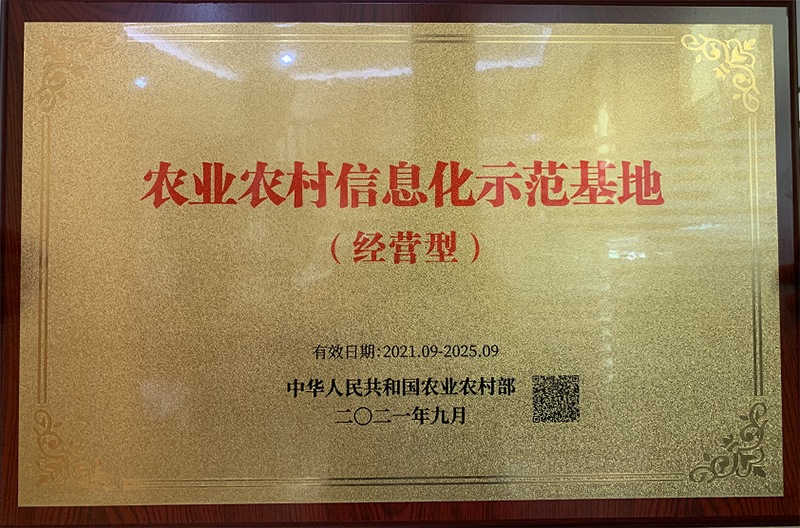 农业农村信息化示范基地
（经营型）
有效日期：2021.09-2025.09
中华人民共和国农业农村部
二〇二一年九月